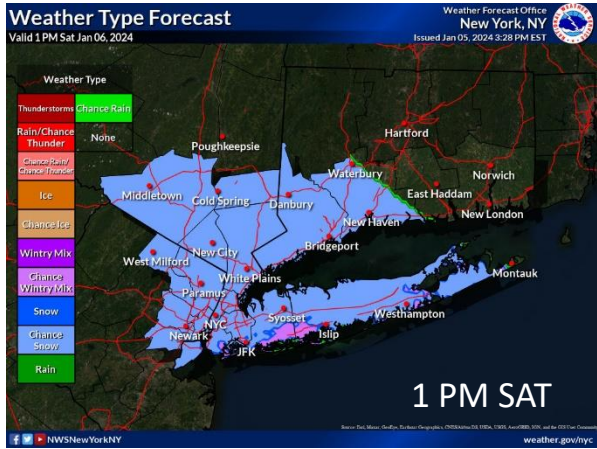 Weather Type Forecast
Valid 1 PM Sat Jan 06, 2024
Weather Forecast Office
New York, NY
Issued Jan 05, 2024 3:28 PM EST
Weather Type
Thunderstorms
Chance Rain
Rain/Chance
Thunder
None
Chance Rain/
Chance Thunder
Ice
Chance Ice
Wintry Mix
Chance
Wintry Mix
Snow
Chance
Snow
Rain
Hartford
Poughkeepsie
Waterbury
Norwich
Middletown
Cold Spring
Danbury
East Haddam
New Haven
New London
Bridgeport
West Milford
New City
White Plains
Montauk
Paramus
NYC
Syosset
Westhampton
Newark
Islip
JFK
1 PM SAT
NWSNewYorkNY
weather.gov/nyc